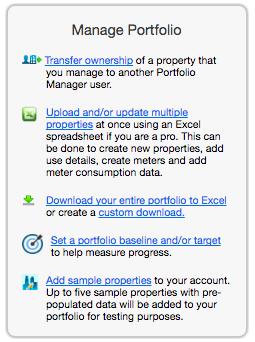 Manage Portfolio
Transfer ownership of a property that
you manage to another Portfolio
Manager user.
Upload and/or update multiple
properties at once using an Excel
spreadsheet if you are a pro. This can
be done to create new properties, add
use details, create meters and add
meter consumption data.
Download your entire portfolio to Excel
or create a custom download.
Set a portfolio baseline and/or target
to help measure progress.
Add sample properties to your account.
Up to five sample properties with pre-
populated data will be added to your
portfolio for testing purposes.